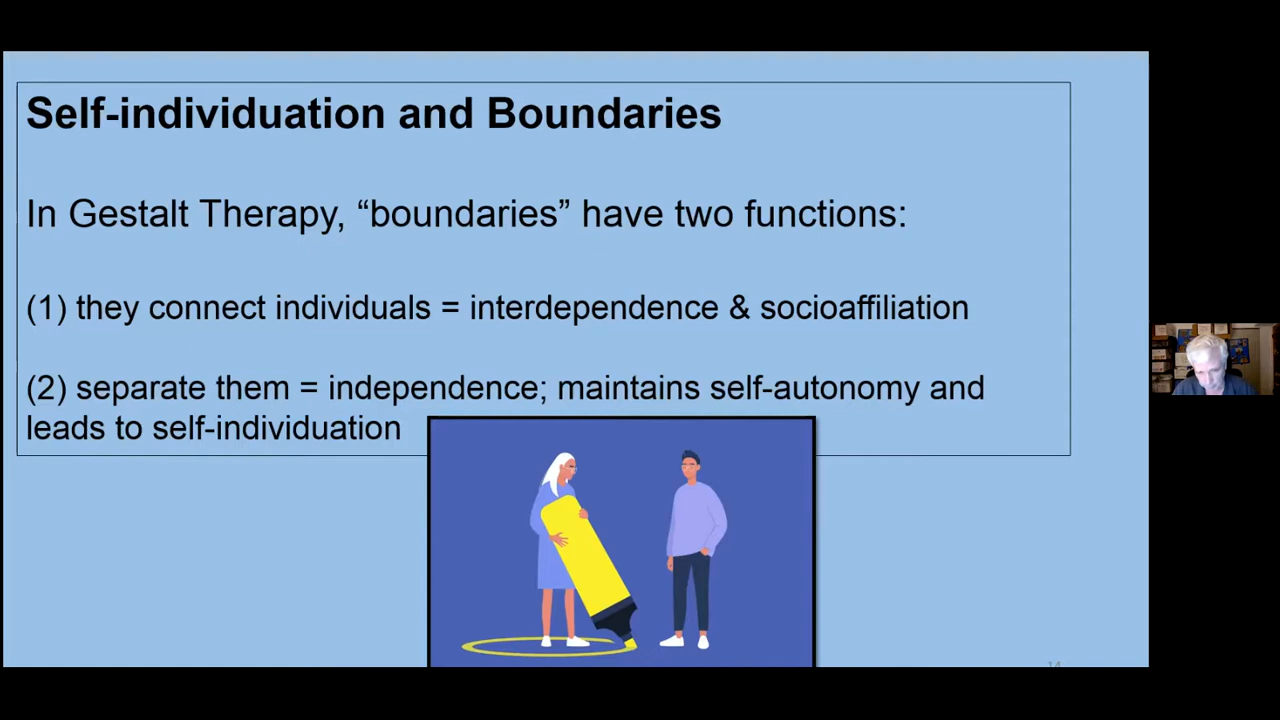 Self-individuation and Boundaries
In Gestalt Therapy, “boundaries” have two functions:
(1) they connect individuals = interdependence & socioaffiliation
(2) separate them = independence; maintains self-autonomy and
leads to self-individuation
14